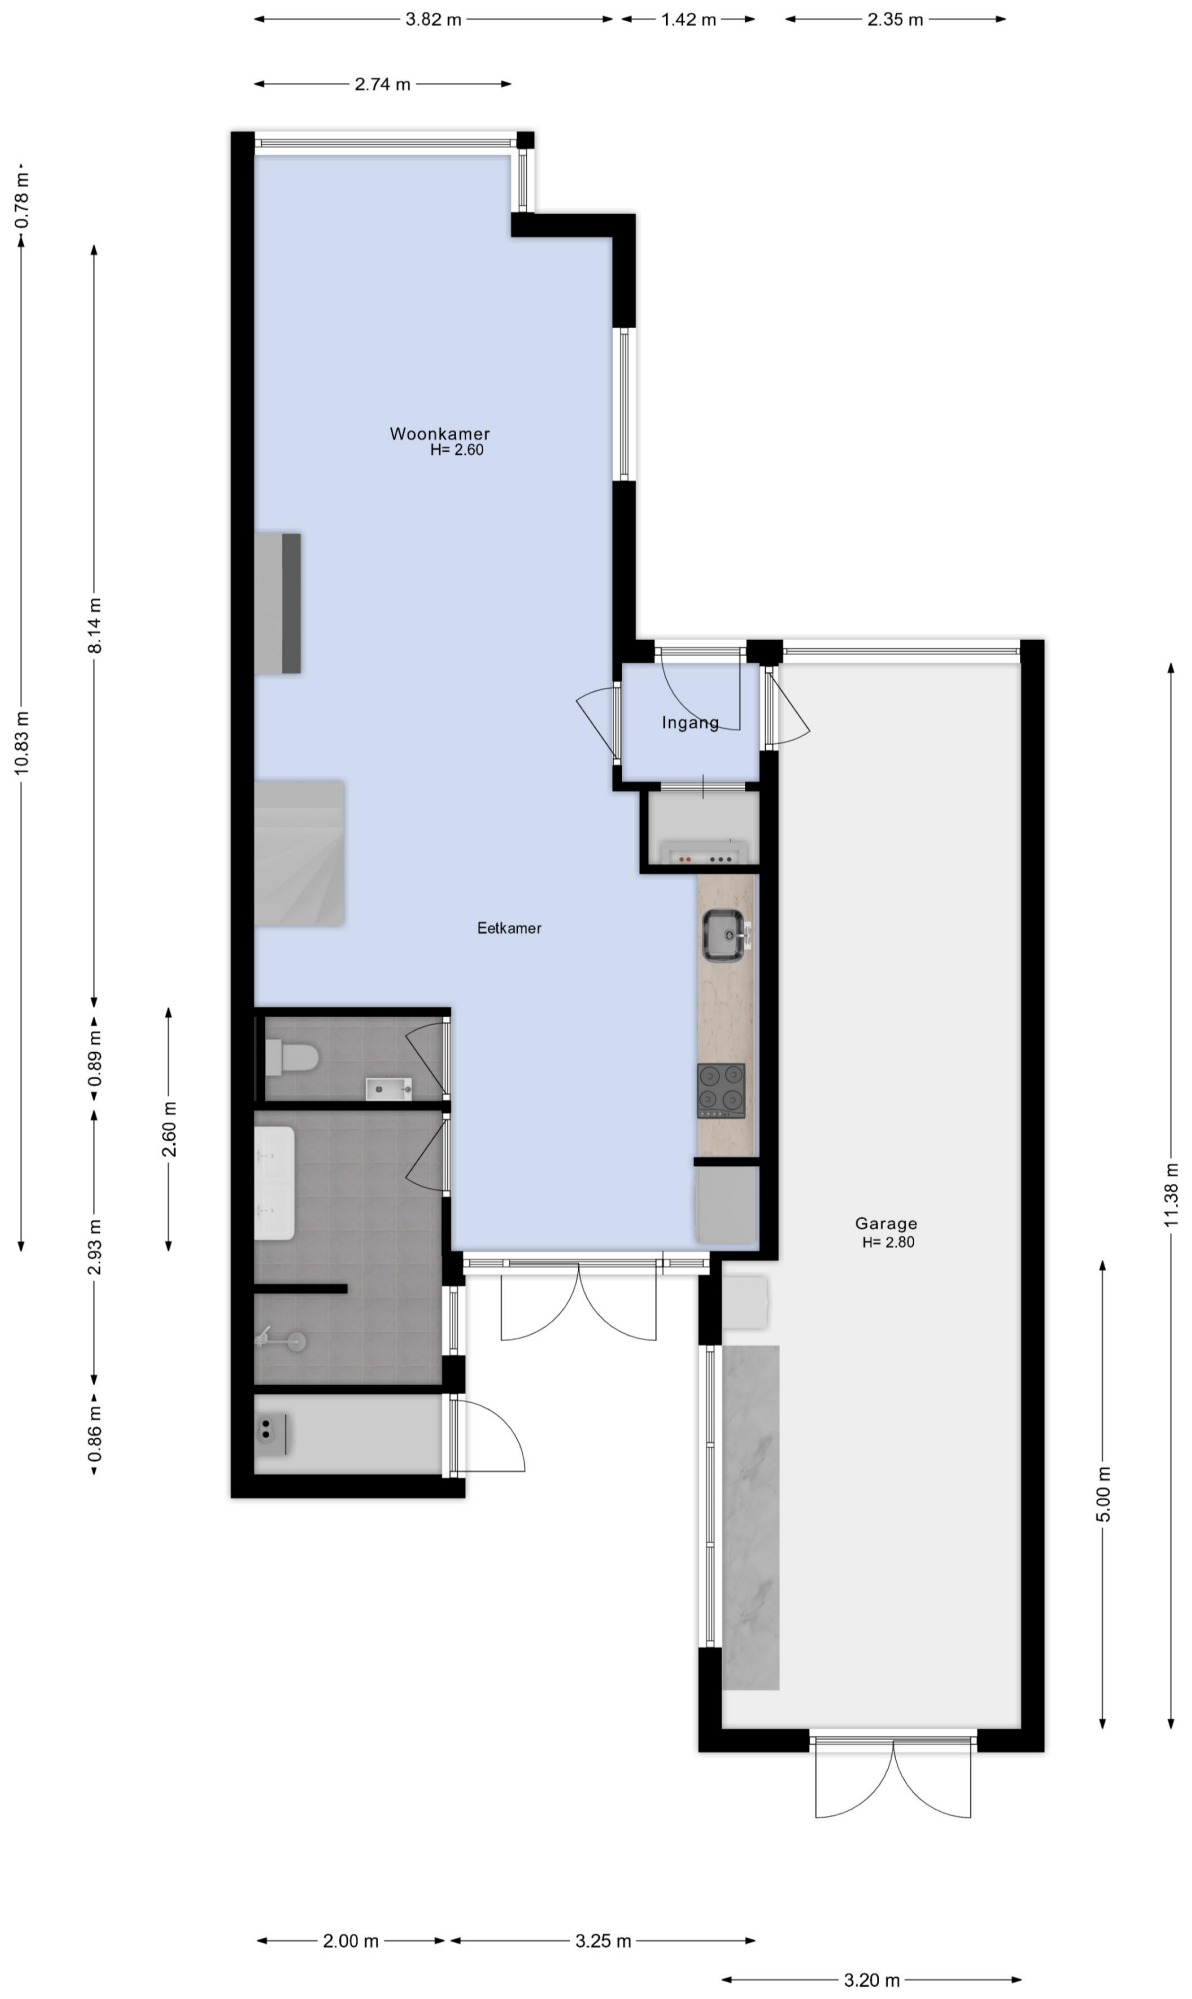 3.82 m
1.42 m
2.35 m
2.74 m
0.78 m
10.83 m
8.14 m
Woonkamer
H= 2.60
Ingang
Eetkamer
0.89 m
2.60 m
2.93 m
0.86 m
Garage
H= 2.80
11.38 m
5.00 m
2.00 m
3.25 m
3.20 m